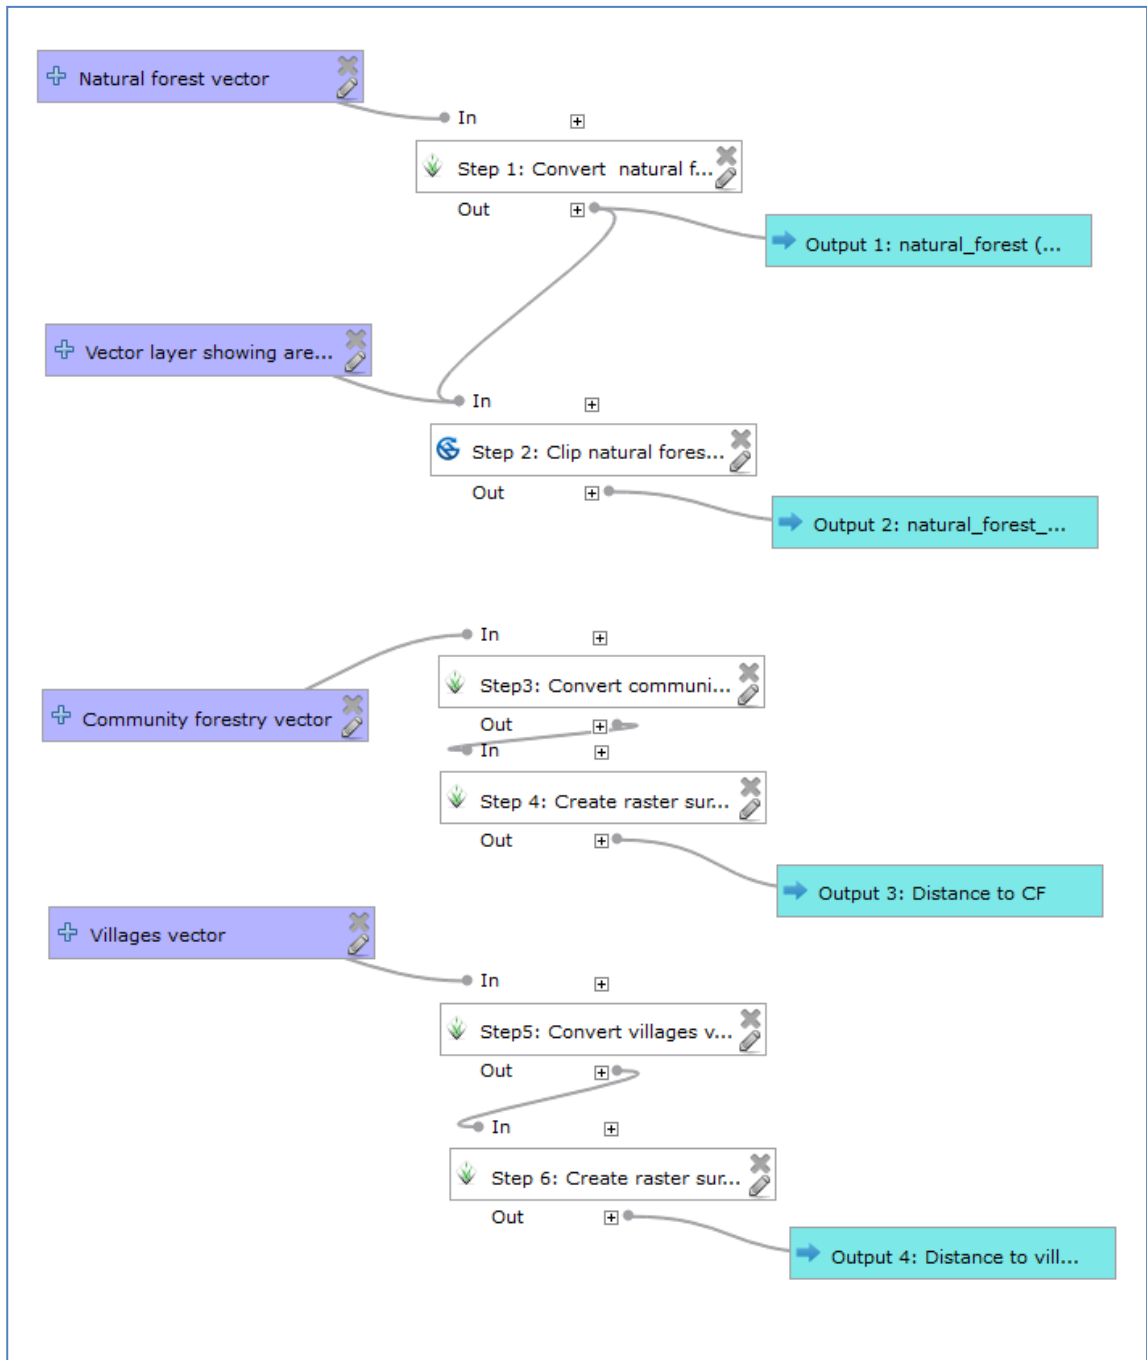 Natural forest vector
In
Step 1: Convert  natural f...
Out
Output 1: natural_forest (...
Vector layer showing are...
In
Step 2: Clip natural fores...
Out
Output 2: natural_forest_...
In
Step3: Convert communi...
Community forestry vector
Out
In
Step 4: Create raster sur...
Out
Output 3: Distance to CF
Villages vector
In
Step5: Convert villages v...
Out
In
Step 6: Create raster sur...
Out
Output 4: Distance to vill...